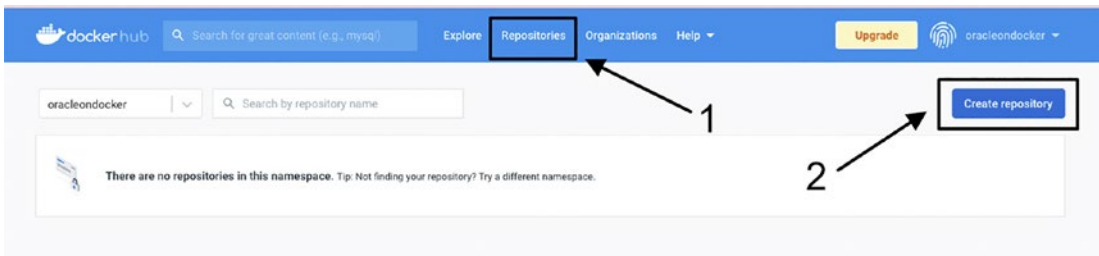 dockerhub Search for great content (e.g., mysql) Explore Repositories Organizations Help Upgrade oracleondocker
oracleondocker Search by repository name Create repository
1
2
There are no repositories in this namespace. Tip: Not finding your repository? Try a different namespace.